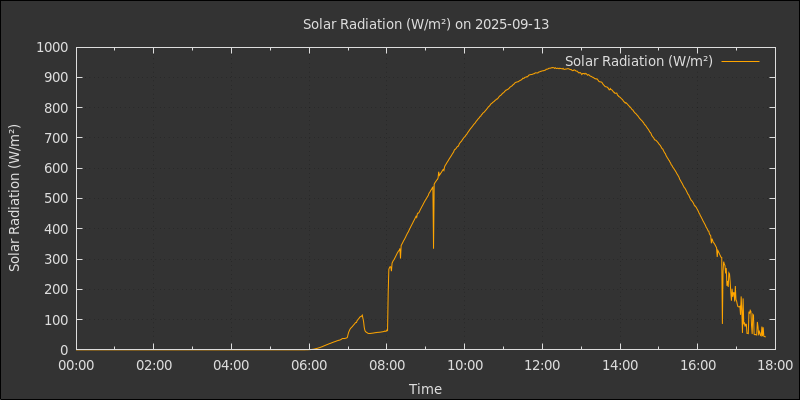 Solar Radiation (W/m²) on 2025-09-13
Solar Radiation (W/m²)
Solar Radiation (W/m²)
1000
900
800
700
600
500
400
300
200
100
0
00:00 02:00 04:00 06:00 08:00 10:00 12:00 14:00 16:00 18:00
Time